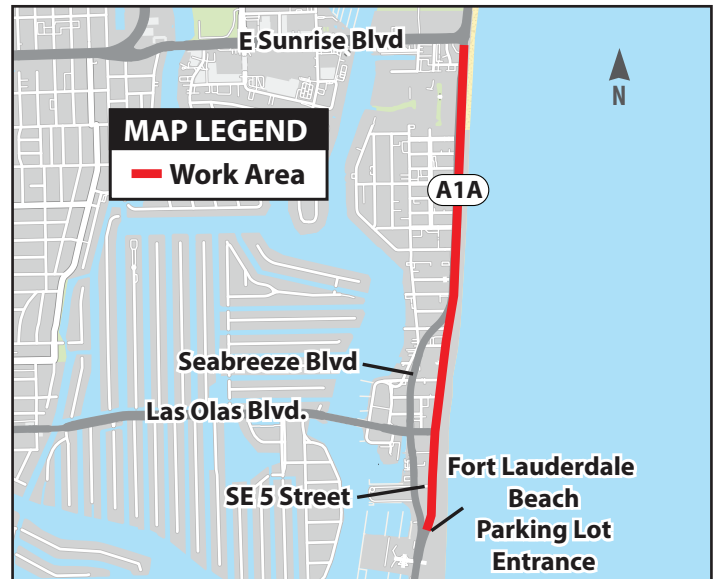 E Sunrise Blvd
N
MAP LEGEND
Work Area
A1A
Seabreeze Blvd
Las Olas Blvd.
SE 5 Street
Fort Lauderdale
Beach
Parking Lot
Entrance